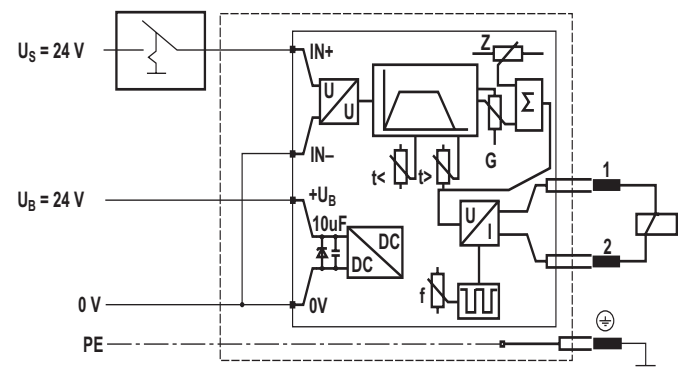 U_S = 24 V
IN+
Z
U
U
Σ
IN–
t<
t>
G
U_B = 24 V
+U_B
10uF
DC
DC
U
I
1
2
f
0 V
0V
PE